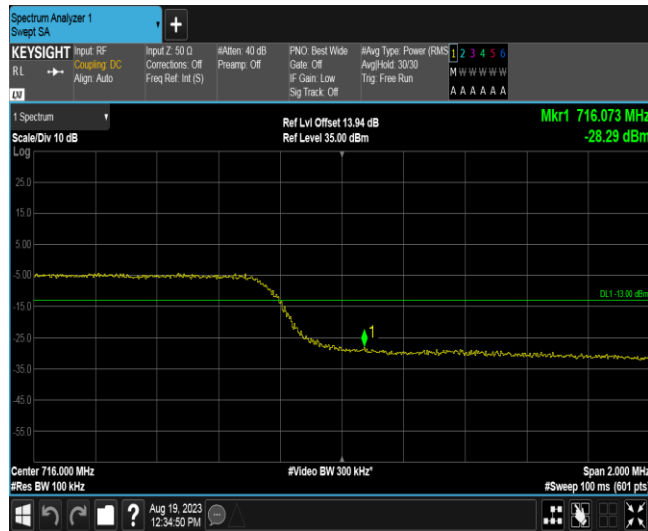 Spectrum Analyzer 1
Swept SA
+
KEYSIGHT
RL
LXI
Input: RF
Coupling: DC
Align: Auto
Input Z: 50 Ω
Corrections: Off
Freq Ref: Int (S)
#Atten: 40 dB
Preamp: Off
PNO: Best Wide
Gate: Off
IF Gain: Low
Sig Track: Off
#Avg Type: Power (RMS
Avg|Hold: 30/30
Trig: Free Run
1 2 3 4 5 6
M W W W W W
A A A A A A
1 Spectrum
Scale/Div 10 dB
Log
Ref Lvl Offset 13.94 dB
Ref Level 35.00 dBm
Mkr1 716.073 MHz
-28.29 dBm
25.0
15.0
5.00
-5.00
DL1 -13.00 dBm
-15.0
1
-25.0
-35.0
-45.0
-55.0
Center 716.000 MHz
#Res BW 100 kHz
#Video BW 300 kHz*
Span 2.000 MHz
#Sweep 100 ms (601 pts)
?
Aug 19, 2023
12:34:50 PM